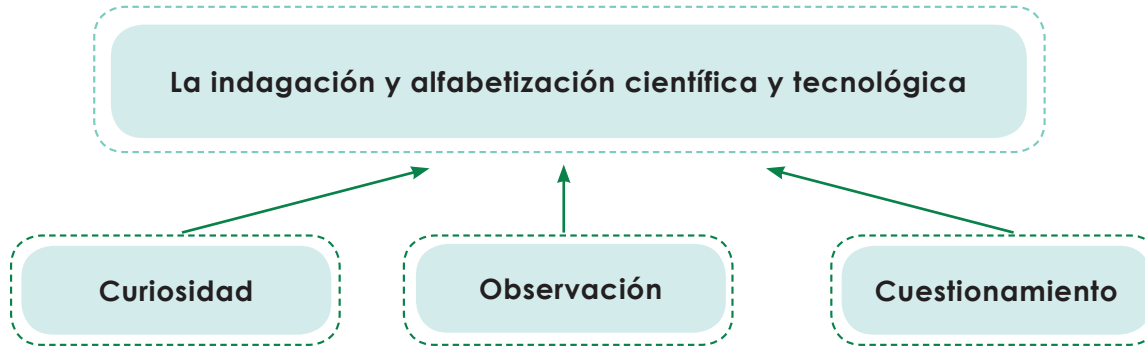 La indagación y alfabetización científica y tecnológica
Curiosidad
Observación
Cuestionamiento